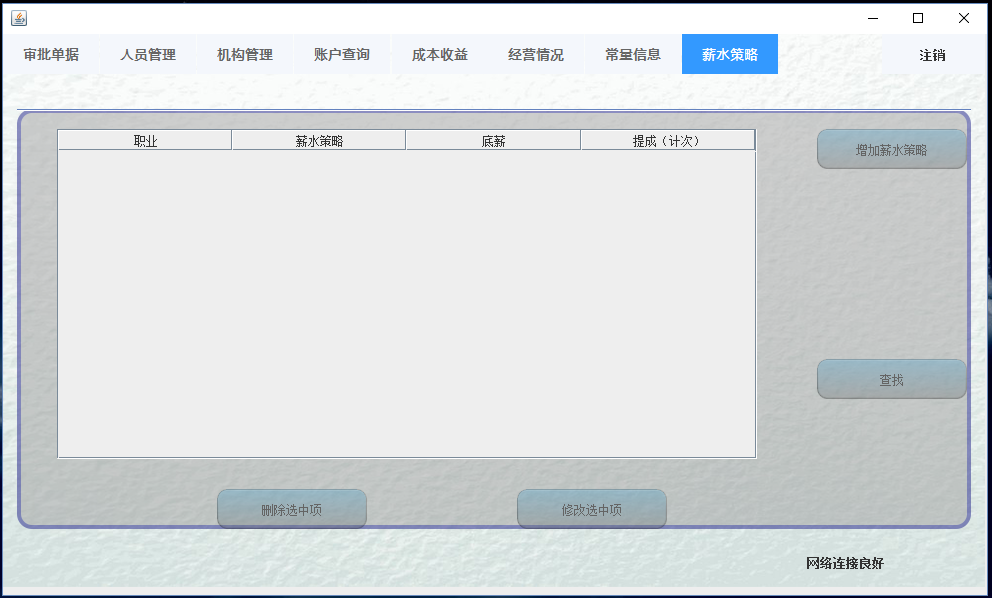 审批单据 人员管理 机构管理 账户查询 成本收益 经营情况 常量信息 薪水策略 注销
职业 薪水策略 底薪 提成（计次）
增加薪水策略
查找
删除选中项 修改选中项
网络连接良好